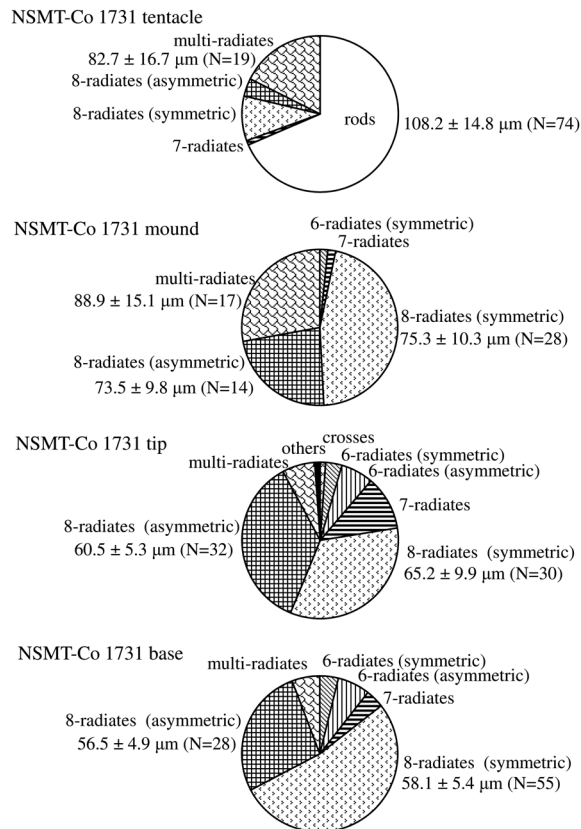 NSMT-Co 1731 tentacle
multi-radiates
82.7 ± 16.7 μm (N=19)
8-radiates (asymmetric)
8-radiates (symmetric)
7-radiates
rods
108.2 ± 14.8 μm (N=74)
NSMT-Co 1731 mound
6-radiates (symmetric)
7-radiates
multi-radiates
88.9 ± 15.1 μm (N=17)
8-radiates (symmetric)
75.3 ± 10.3 μm (N=28)
8-radiates (asymmetric)
73.5 ± 9.8 μm (N=14)
NSMT-Co 1731 tip
crosses
others
6-radiates (symmetric)
multi-radiates
6-radiates (asymmetric)
7-radiates
8-radiates (asymmetric)
60.5 ± 5.3 μm (N=32)
8-radiates (symmetric)
65.2 ± 9.9 μm (N=30)
NSMT-Co 1731 base
multi-radiates
6-radiates (symmetric)
6-radiates (asymmetric)
7-radiates
8-radiates (asymmetric)
56.5 ± 4.9 μm (N=28)
8-radiates (symmetric)
58.1 ± 5.4 μm (N=55)